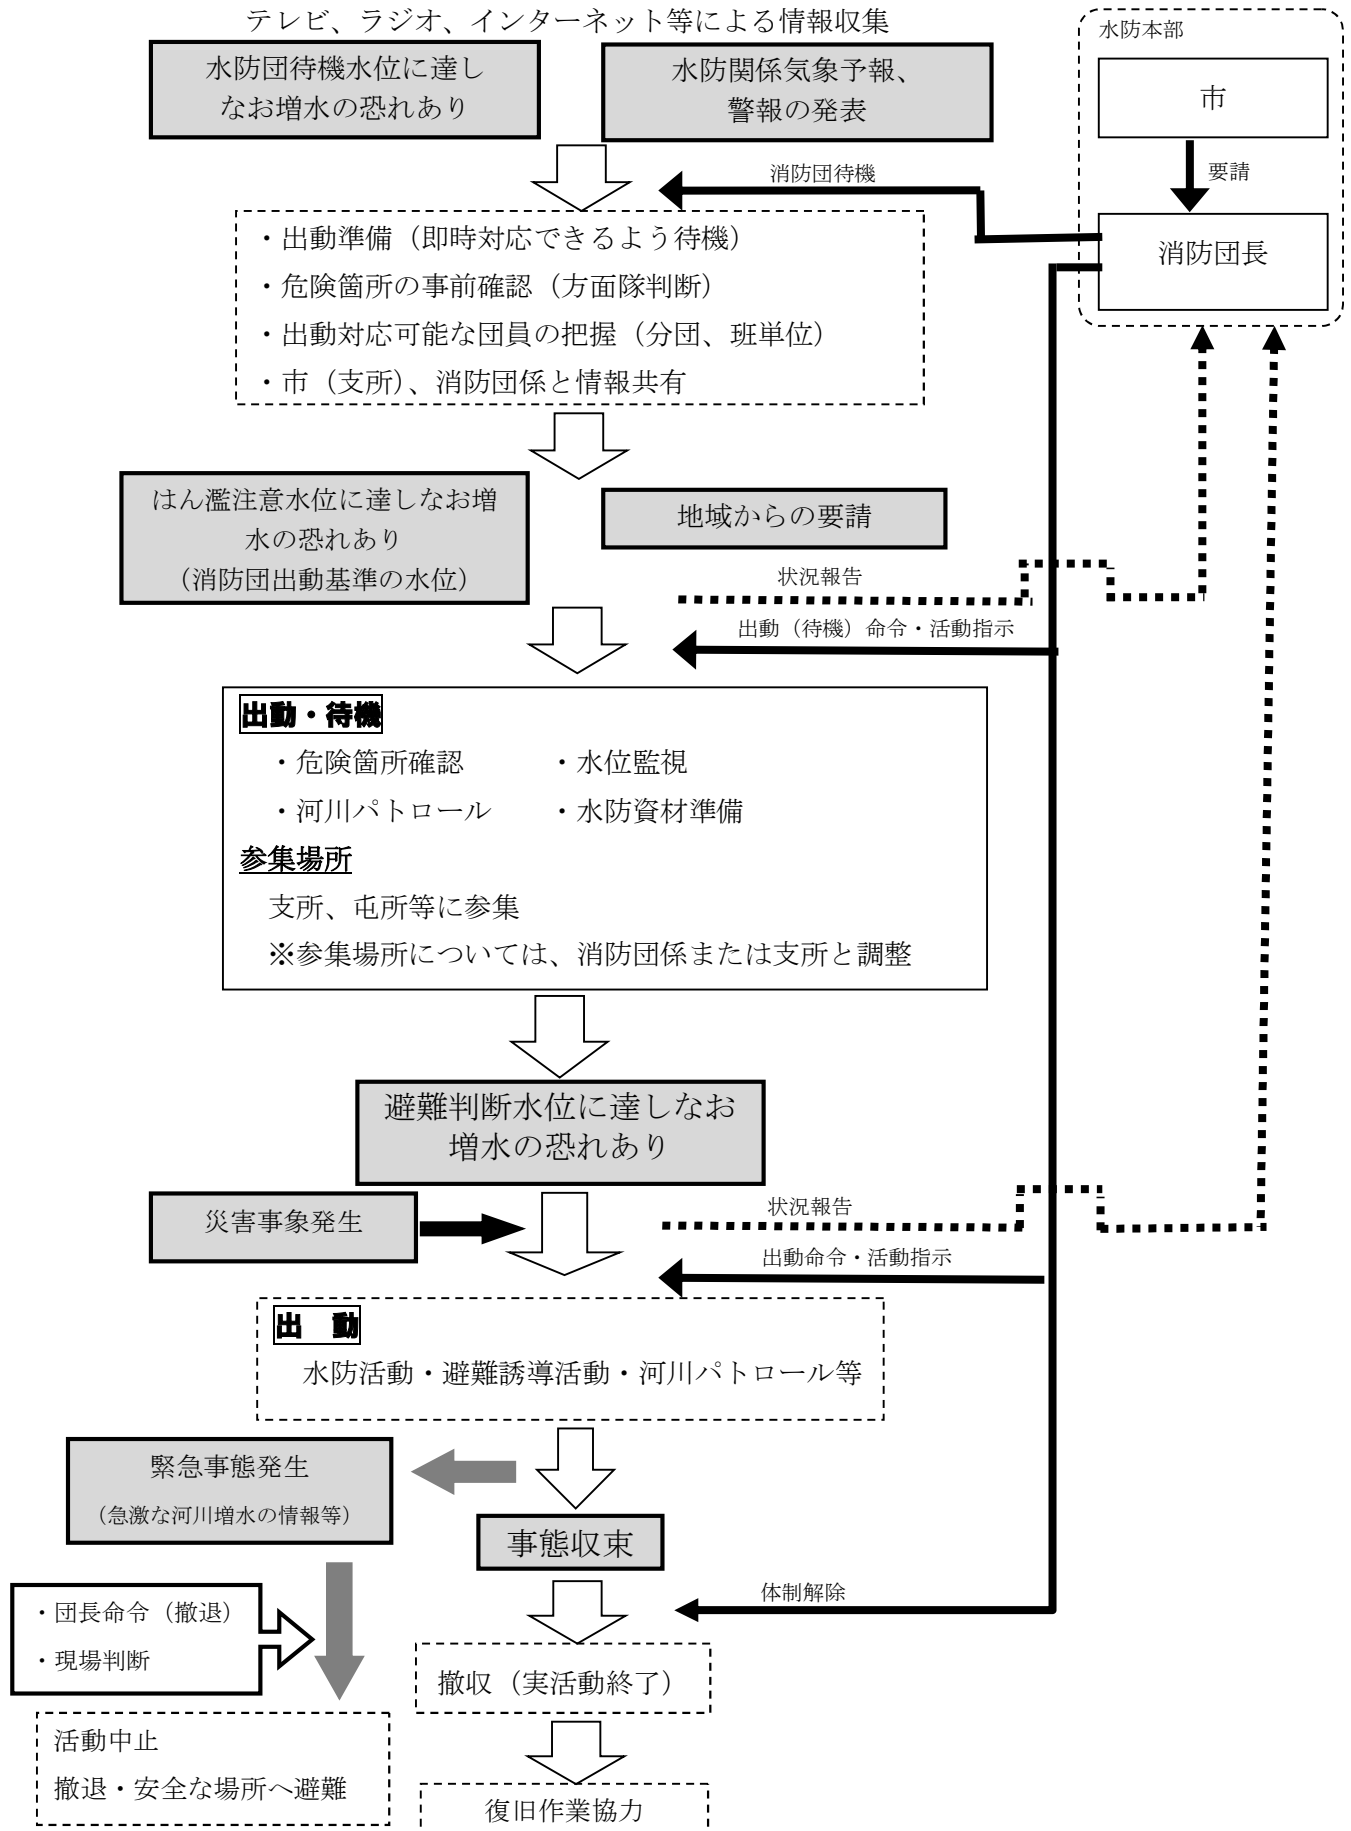 テレビ、ラジオ、インターネット等による情報収集
水防団待機水位に達し
なお増水の恐れあり
水防関係気象予報、
警報の発表
水防本部
市
要請
消防団長
消防団待機
・出動準備（即時対応できるよう待機）
・危険箇所の事前確認（方面隊判断）
・出動対応可能な団員の把握（分団、班単位）
・市（支所）、消防団係と情報共有
はん濫注意水位に達しなお増
水の恐れあり
（消防団出動基準の水位）
地域からの要請
状況報告
出動（待機）命令・活動指示
出動・待機
・危険箇所確認　　　・水位監視
・河川パトロール　　・水防資材準備
参集場所
支所、屯所等に参集
※参集場所については、消防団係または支所と調整
避難判断水位に達しなお
増水の恐れあり
災害事象発生
状況報告
出動命令・活動指示
出　動
水防活動・避難誘導活動・河川パトロール等
緊急事態発生
（急激な河川増水の情報等）
事態収束
体制解除
・団長命令（撤退）
・現場判断
撤収（実活動終了）
活動中止
撤退・安全な場所へ避難
復旧作業協力